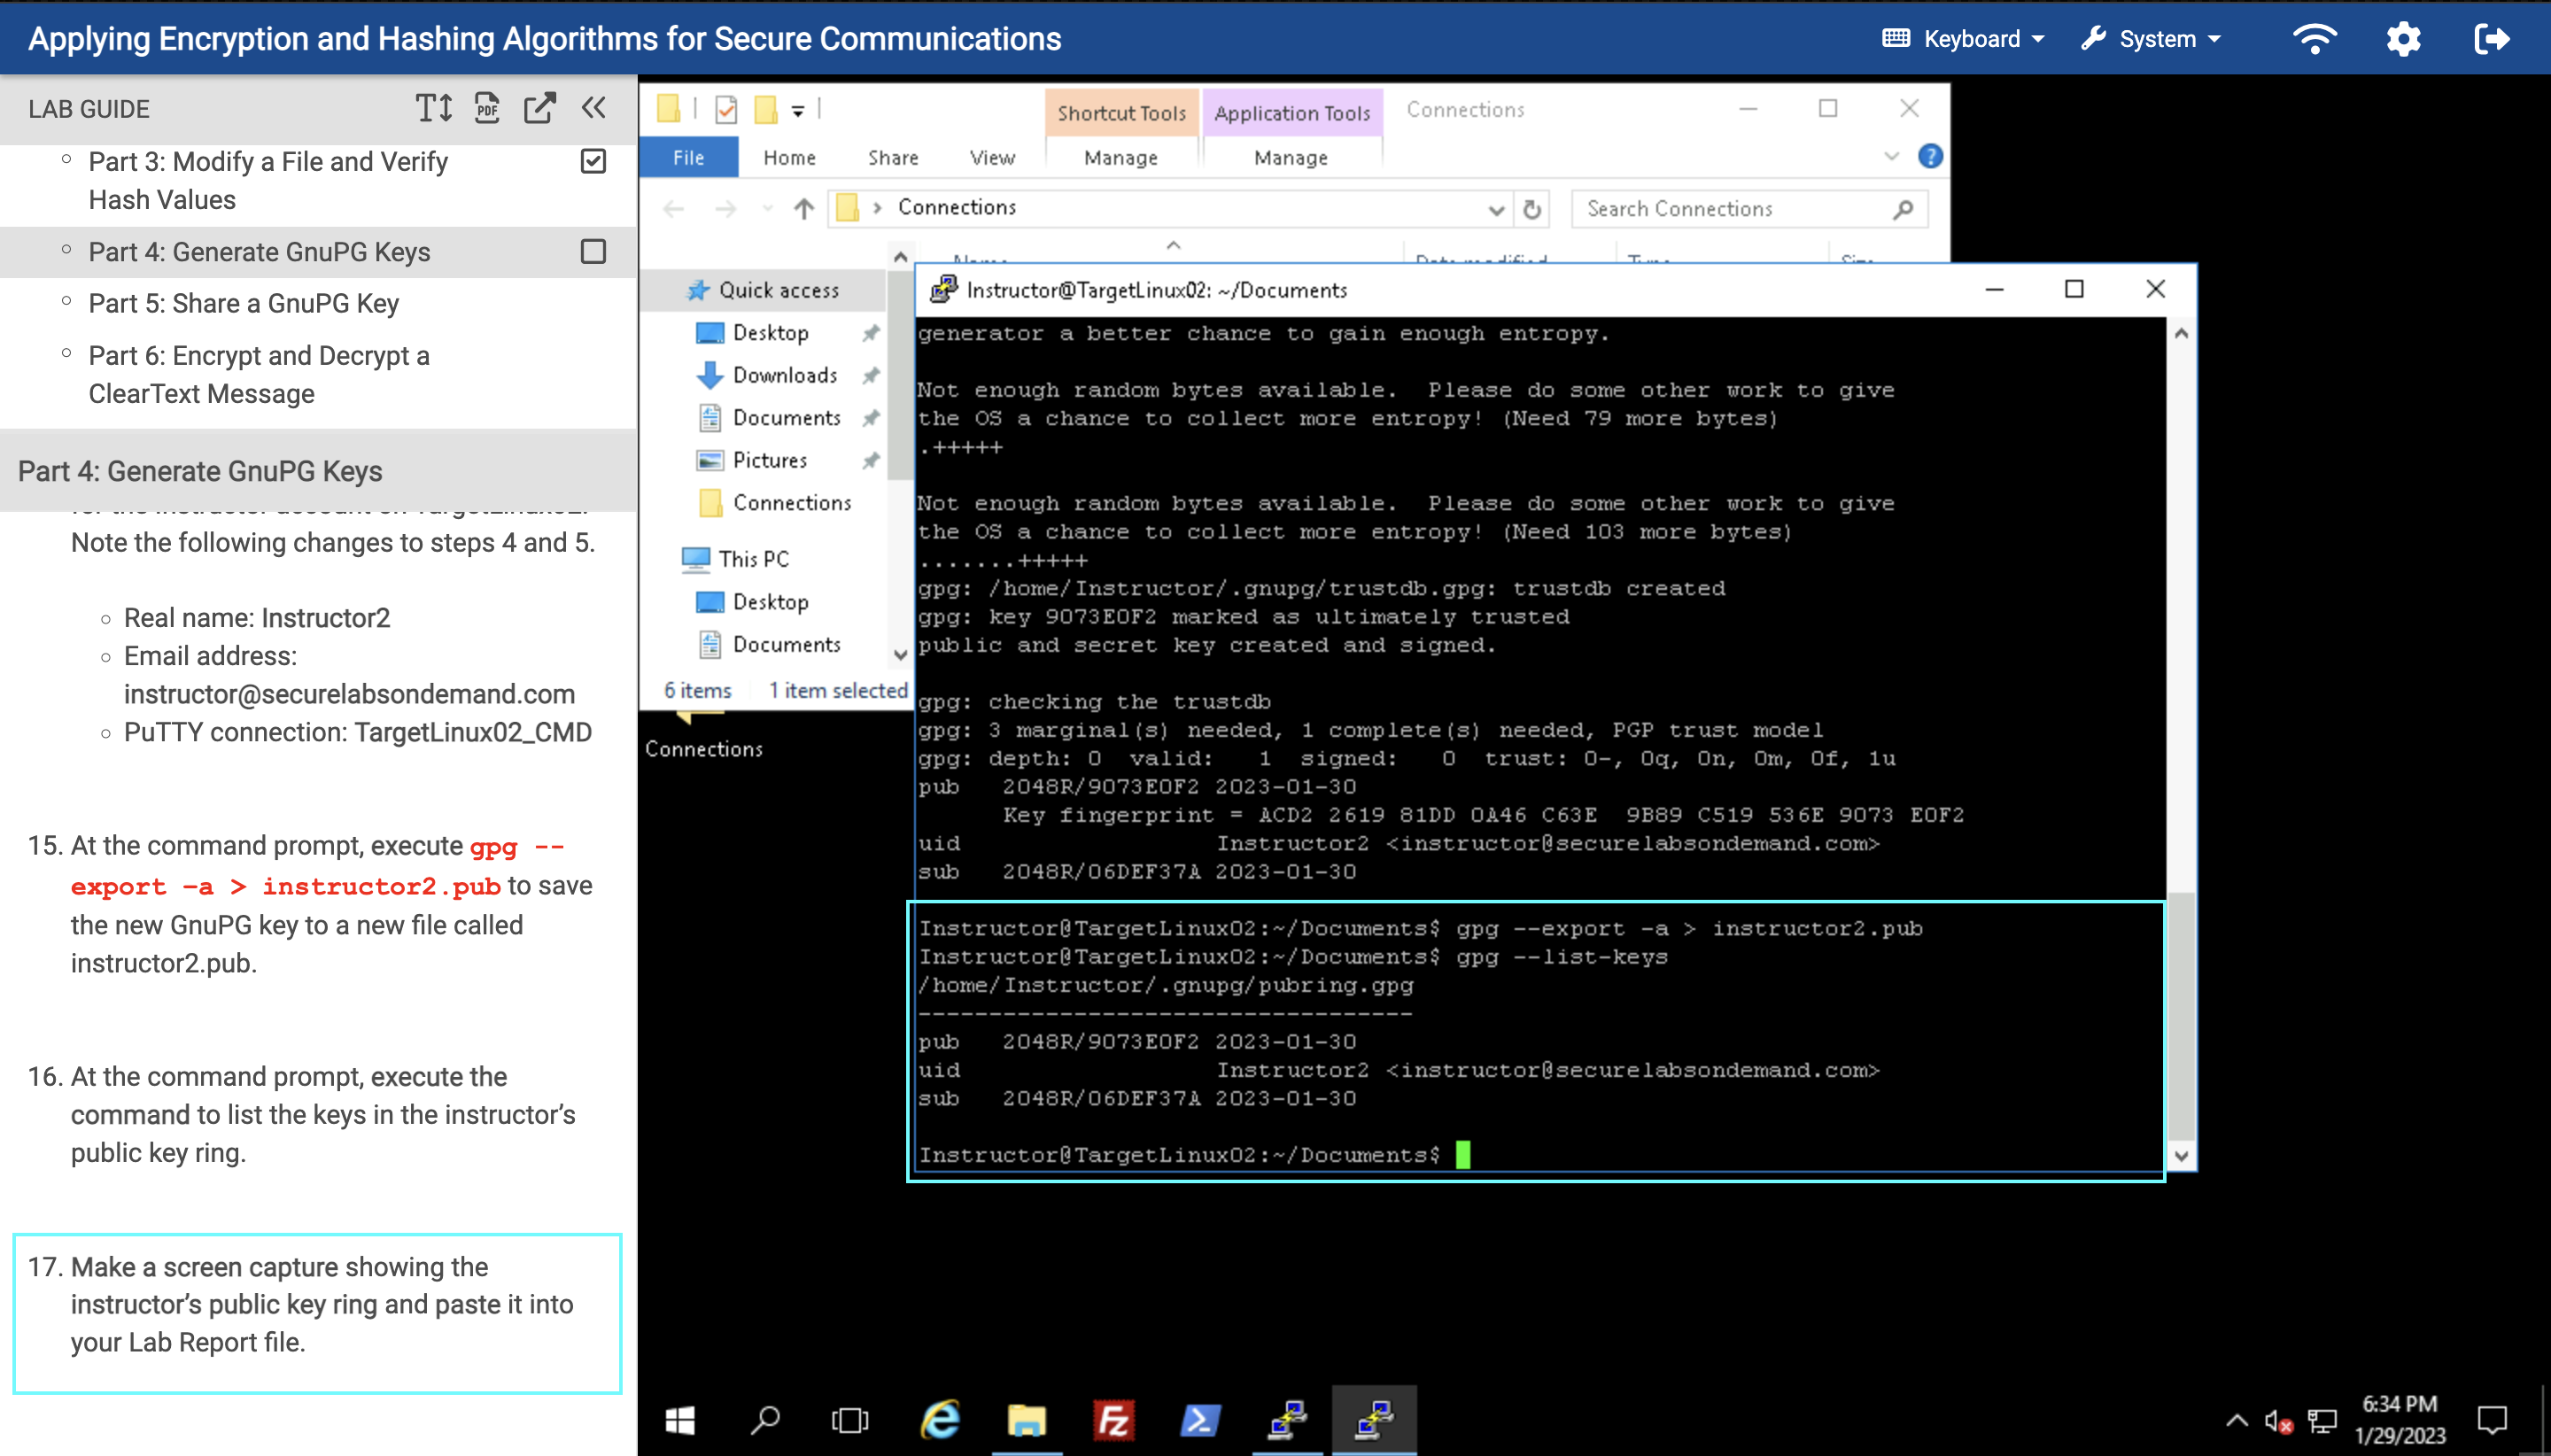 Applying Encryption and Hashing Algorithms for Secure Communications
Keyboard
System
LAB GUIDE
PDF
Part 3: Modify a File and Verify
Hash Values
Part 4: Generate GnuPG Keys
Part 5: Share a GnuPG Key
Part 6: Encrypt and Decrypt a
ClearText Message
Part 4: Generate GnuPG Keys
for the instructor account on TargetLinux02.
Note the following changes to steps 4 and 5.
Real name: Instructor2
Email address:
instructor@securelabsondemand.com
PuTTY connection: TargetLinux02_CMD
15. At the command prompt, execute gpg --
export -a > instructor2.pub to save
the new GnuPG key to a new file called
instructor2.pub.
16. At the command prompt, execute the
command to list the keys in the instructor's
public key ring.
17. Make a screen capture showing the
instructor's public key ring and paste it into
your Lab Report file.
Shortcut Tools
Application Tools
Connections
File
Home
Share
View
Manage
Manage
Connections
Search Connections
Name
Date modified
Type
Size
Quick access
Desktop
Downloads
Documents
Pictures
Connections
This PC
Desktop
Documents
6 items
1 item selected
Connections
Instructor@TargetLinux02: ~/Documents
generator a better chance to gain enough entropy.
Not enough random bytes available.  Please do some other work to give
the OS a chance to collect more entropy! (Need 79 more bytes)
.+++++
Not enough random bytes available.  Please do some other work to give
the OS a chance to collect more entropy! (Need 103 more bytes)
.......+++++
gpg: /home/Instructor/.gnupg/trustdb.gpg: trustdb created
gpg: key 9073E0F2 marked as ultimately trusted
public and secret key created and signed.
gpg: checking the trustdb
gpg: 3 marginal(s) needed, 1 complete(s) needed, PGP trust model
gpg: depth: 0  valid:   1  signed:   0  trust: 0-, 0q, 0n, 0m, 0f, 1u
pub   2048R/9073E0F2 2023-01-30
Key fingerprint = ACD2 2619 81DD 0A46 C63E  9B89 C519 536E 9073 E0F2
uid                  Instructor2 <instructor@securelabsondemand.com>
sub   2048R/06DEF37A 2023-01-30
Instructor@TargetLinux02:~/Documents$ gpg --export -a > instructor2.pub
Instructor@TargetLinux02:~/Documents$ gpg --list-keys
/home/Instructor/.gnupg/pubring.gpg
-----------------------------------
pub   2048R/9073E0F2 2023-01-30
uid                  Instructor2 <instructor@securelabsondemand.com>
sub   2048R/06DEF37A 2023-01-30
Instructor@TargetLinux02:~/Documents$
6:34 PM
1/29/2023